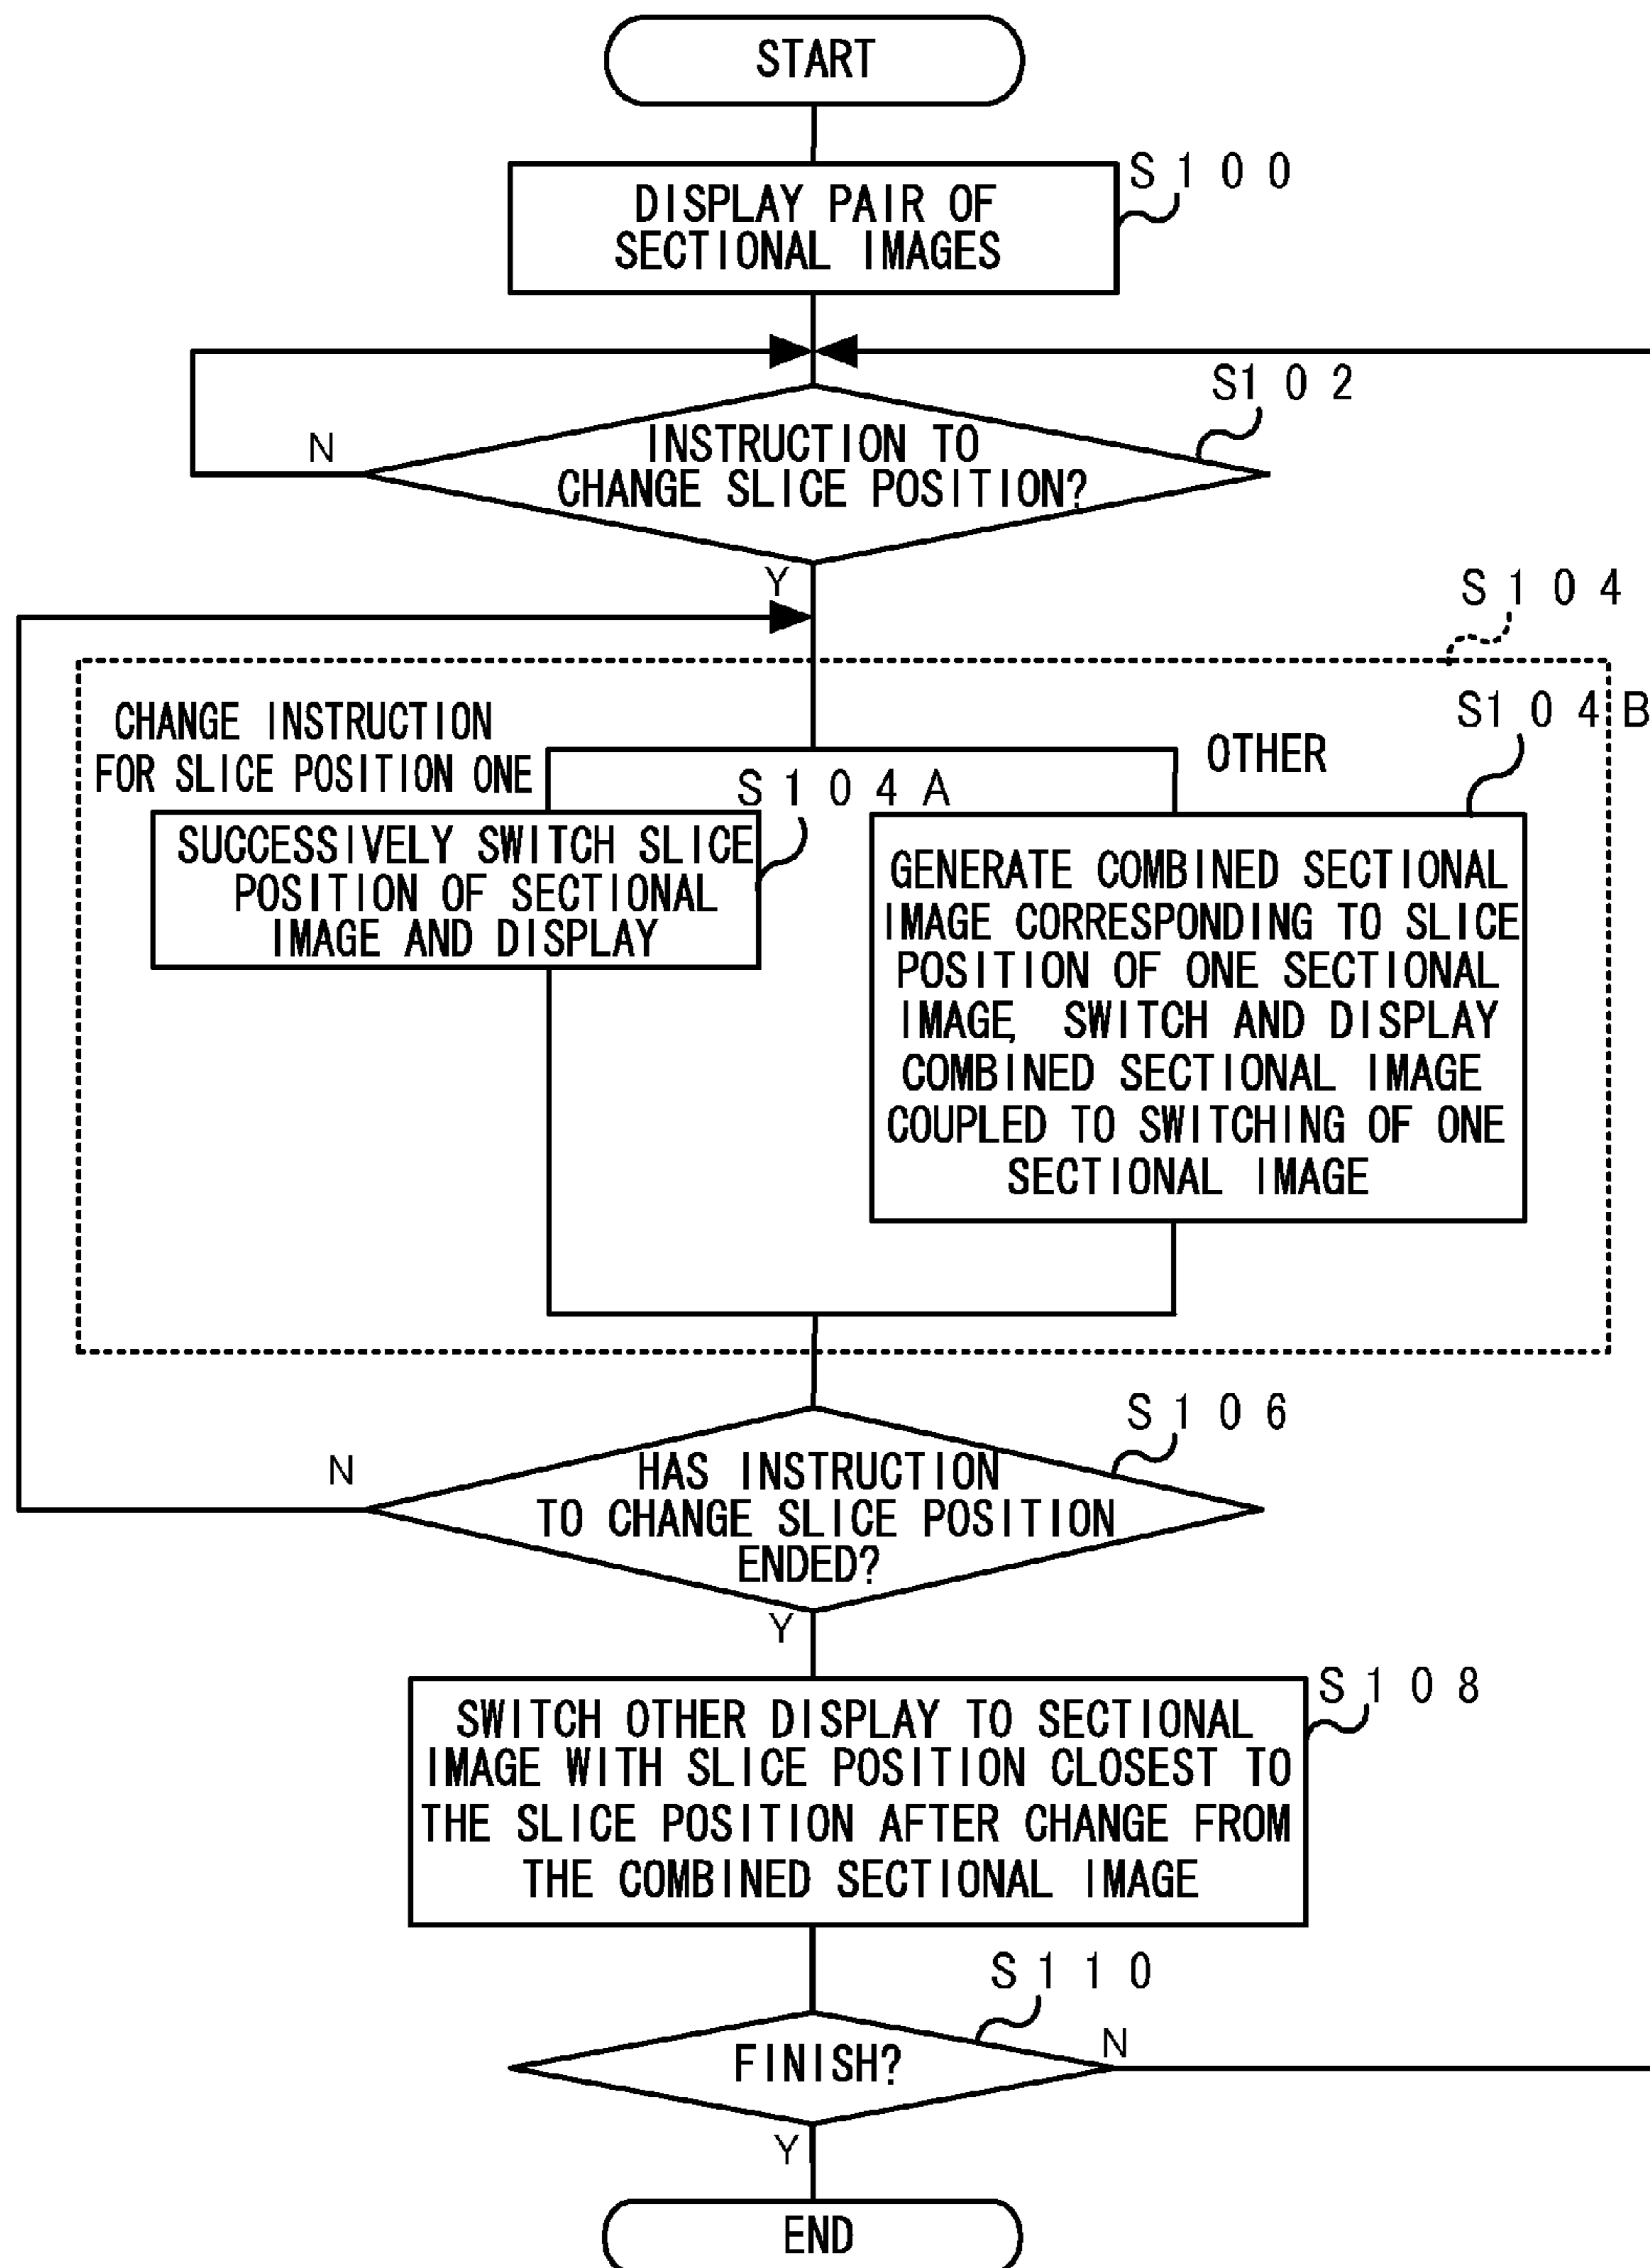 START
S100
DISPLAY PAIR OF
SECTIONAL IMAGES
S102
INSTRUCTION TO
CHANGE SLICE POSITION?
N
Y
S104
S104B
CHANGE INSTRUCTION
FOR SLICE POSITION ONE
OTHER
S104A
SUCCESSIVELY SWITCH SLICE
POSITION OF SECTIONAL
IMAGE AND DISPLAY
GENERATE COMBINED SECTIONAL
IMAGE CORRESPONDING TO SLICE
POSITION OF ONE SECTIONAL
IMAGE, SWITCH AND DISPLAY
COMBINED SECTIONAL IMAGE
COUPLED TO SWITCHING OF ONE
SECTIONAL IMAGE
S106
N
HAS INSTRUCTION
TO CHANGE SLICE POSITION
ENDED?
Y
S108
SWITCH OTHER DISPLAY TO SECTIONAL
IMAGE WITH SLICE POSITION CLOSEST TO
THE SLICE POSITION AFTER CHANGE FROM
THE COMBINED SECTIONAL IMAGE
S110
FINISH?
N
Y
END